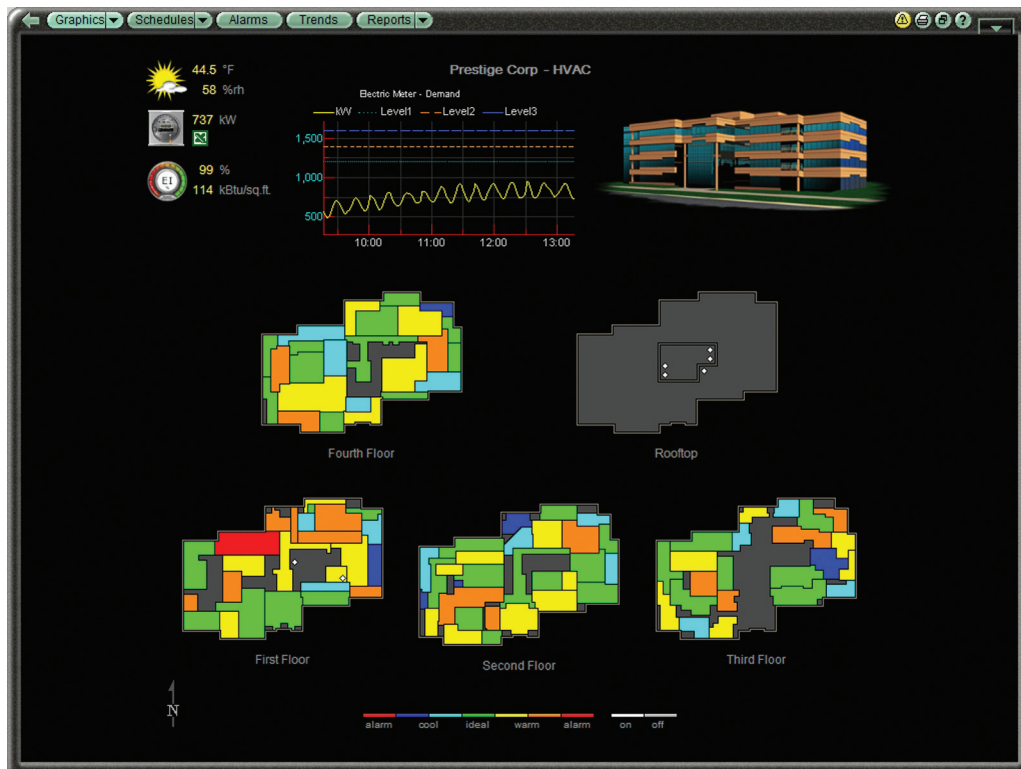 Graphics Schedules Alarms Trends Reports ?
44.5 °F
58 %rh
737 kW
EI
99 %
114 kBtu/sq.ft.
Prestige Corp - HVAC
Electric Meter - Demand
kW Level1 Level2 Level3
1,500
1,000
500
10:00 11:00 12:00 13:00
Fourth Floor
Rooftop
First Floor
Second Floor
Third Floor
N
alarm cool ideal warm alarm on off